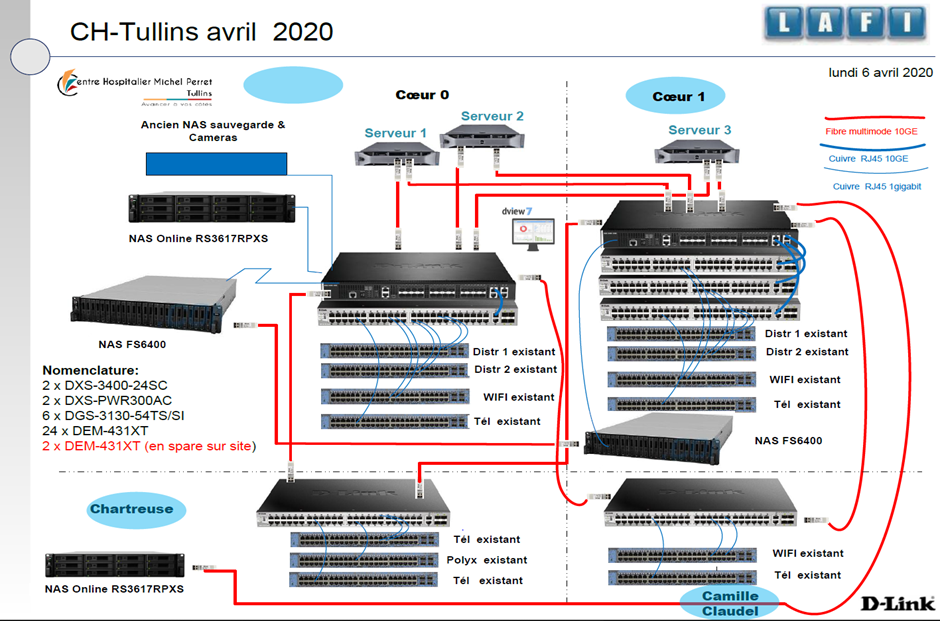 CH-Tullins avril 2020
LAFI
lundi 6 avril 2020
Centre Hospitalier Michel Perret
Tullins
Avancer à vos côtés
Cœur 0
Cœur 1
Serveur 1
Serveur 2
Serveur 3
Fibre multimode 10GE
Cuivre RJ45 10GE
Cuivre RJ45 1gigabit
Ancien NAS sauvegarde &
Cameras
NAS Online RS3617RPXS
dview 7
NAS FS6400
Nomenclature:
2 x DXS-3400-24SC
2 x DXS-PWR300AC
6 x DGS-3130-54TS/SI
24 x DEM-431XT
2 x DEM-431XT (en spare sur site)
Distr 1 existant
Distr 2 existant
WIFI existant
Tél existant
Distr 1 existant
Distr 2 existant
WIFI existant
Tél existant
NAS FS6400
Chartreuse
NAS Online RS3617RPXS
Tél existant
Polyx existant
Tél existant
WIFI existant
Tél existant
Camille
Claudel
D-Link